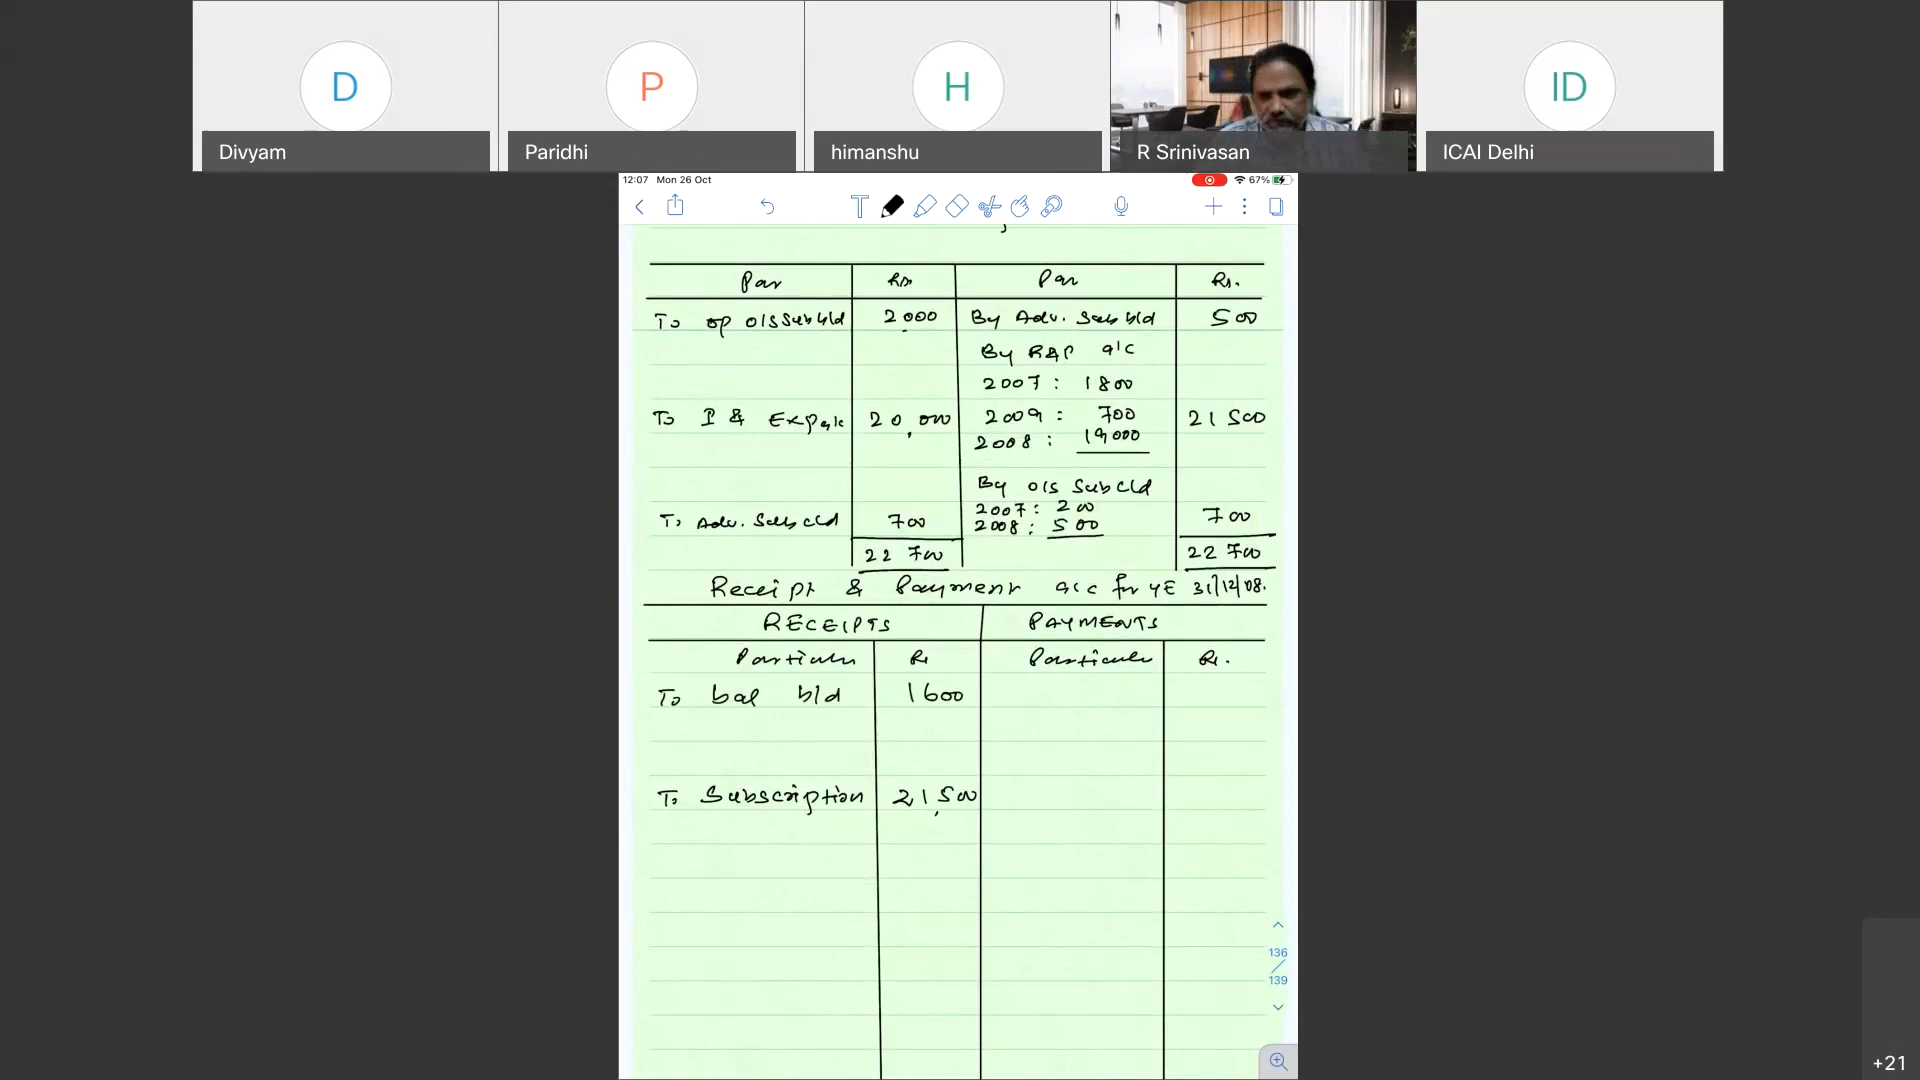 D
P
H
ID
Divyam
Paridhi
himanshu
R Srinivasan
ICAI Delhi
12:07 Mon 26 Oct
67%
T
Par Rs. Par Rs.
To op o/s Sub b/d 2000 By Adv. Sub b/d 500
By R&P a/c
2007 : 1800
To I & Exp a/c 20,000 2009 : 700 21500
2008 : 19000
By o/s Sub c/d
2007 : 200
To Adv. Sub c/d 700 2008 : 500 700
22700 22700
Receipt & Payment a/c for YE 31/12/08.
RECEIPTS PAYMENTS
Particulars Rs Particulars Rs.
To bal b/d 1600
To Subscription 21,500
136
139
+21